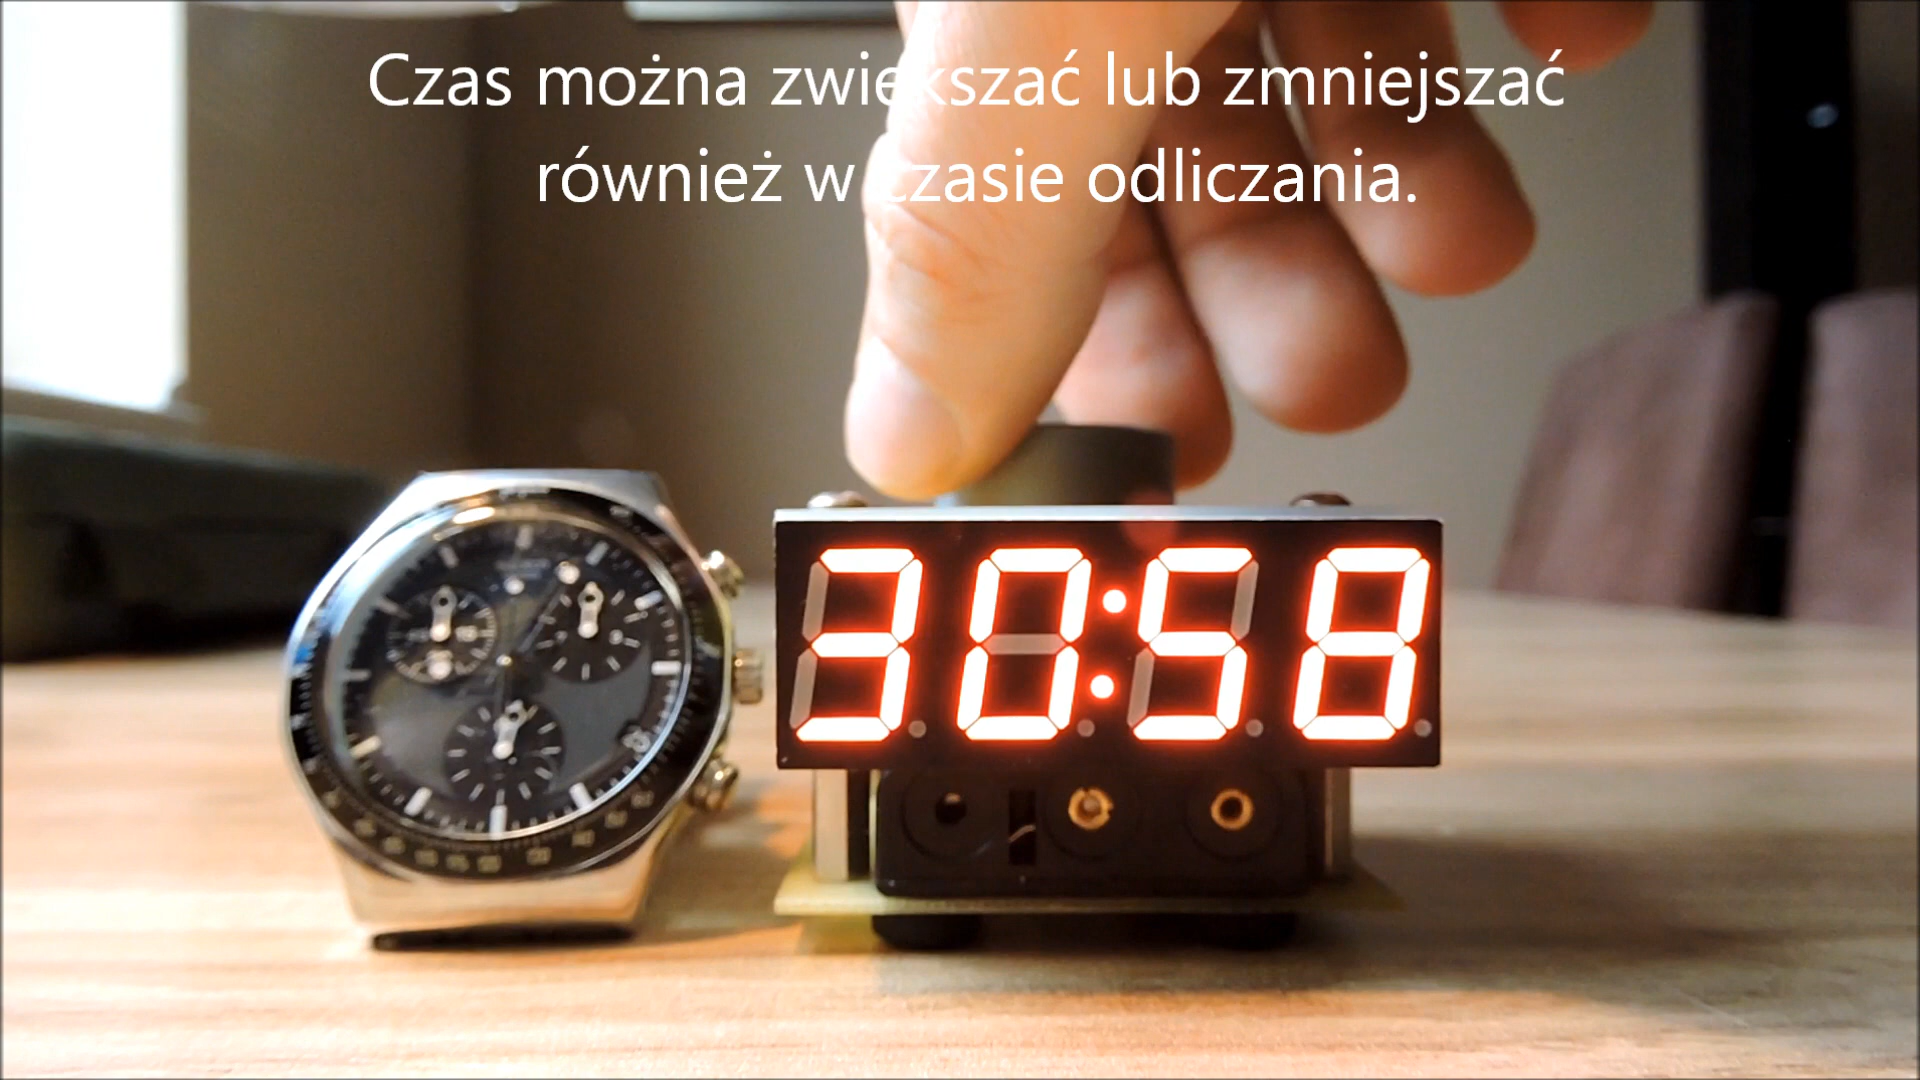 Czas można zwiększać lub zmniejszać
również w czasie odliczania.
30:58